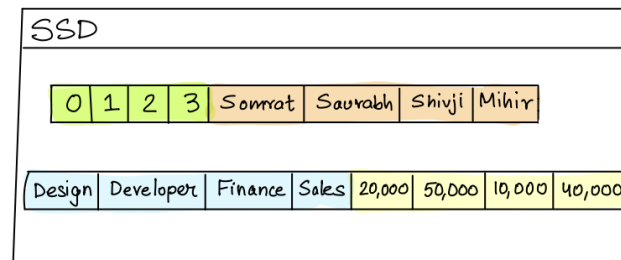 SSD
0 1 2 3 Somrat Saurabh Shivji Mihir
Design Developer Finance Sales 20,000 50,000 10,000 40,000